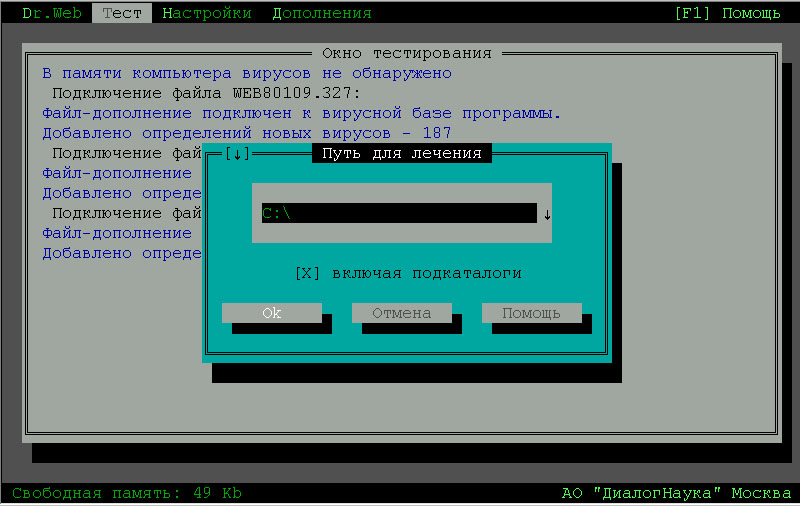 Dr.Web Тест Настройки Дополнения [F1] Помощь
Окно тестирования
В памяти компьютера вирусов не обнаружено
Подключение файла WEB80109.327:
Файл-дополнение подключен к вирусной базе программы.
Добавлено определений новых вирусов - 187
Подключение фай
Файл-дополнение
Добавлено опреде
Подключение фай
Файл-дополнение
Добавлено опреде
[↓] Путь для лечения
C:\ ↓
[X] включая подкаталоги
Ok Отмена Помощь
Свободная память: 49 Kb АО "ДиалогНаука" Москва